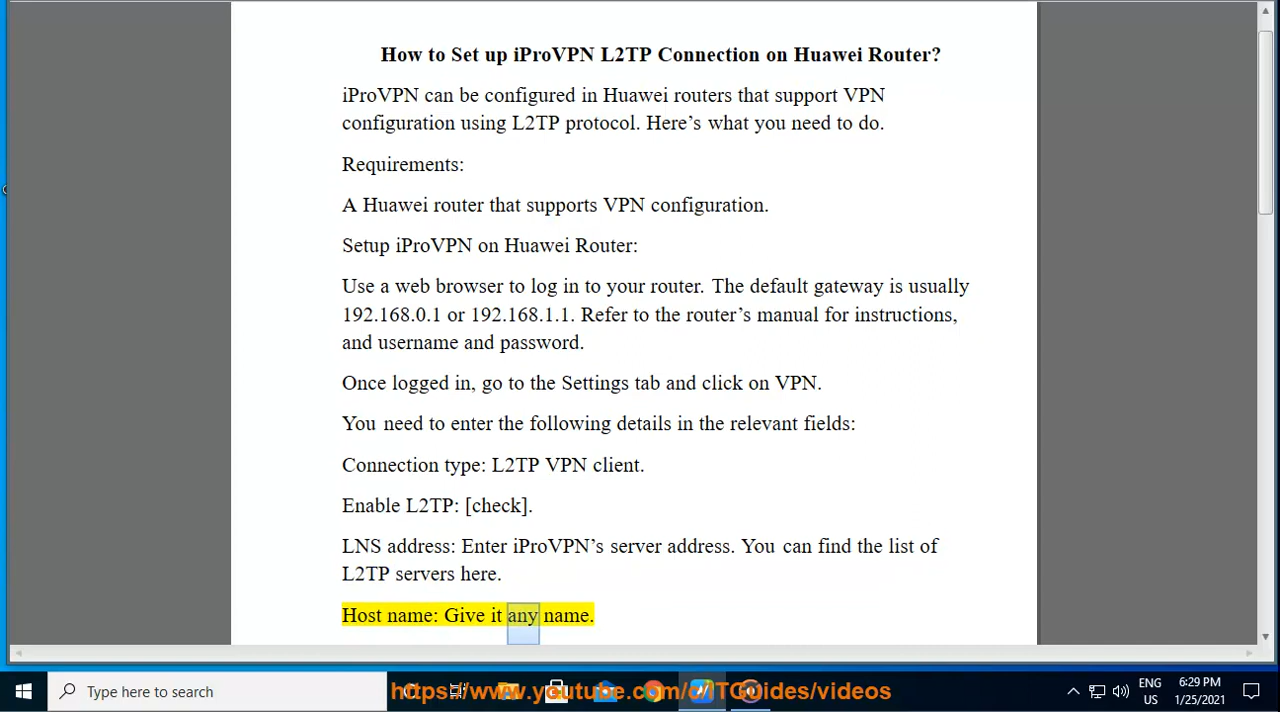 How to Set up iProVPN L2TP Connection on Huawei Router?
iProVPN can be configured in Huawei routers that support VPN
configuration using L2TP protocol. Here’s what you need to do.
Requirements:
A Huawei router that supports VPN configuration.
Setup iProVPN on Huawei Router:
Use a web browser to log in to your router. The default gateway is usually
192.168.0.1 or 192.168.1.1. Refer to the router’s manual for instructions,
and username and password.
Once logged in, go to the Settings tab and click on VPN.
You need to enter the following details in the relevant fields:
Connection type: L2TP VPN client.
Enable L2TP: [check].
LNS address: Enter iProVPN’s server address. You can find the list of
L2TP servers here.
Host name: Give it any name.
Type here to search
https://www.youtube.com/c/ITGuides/videos
ENG
US
6:29 PM
1/25/2021